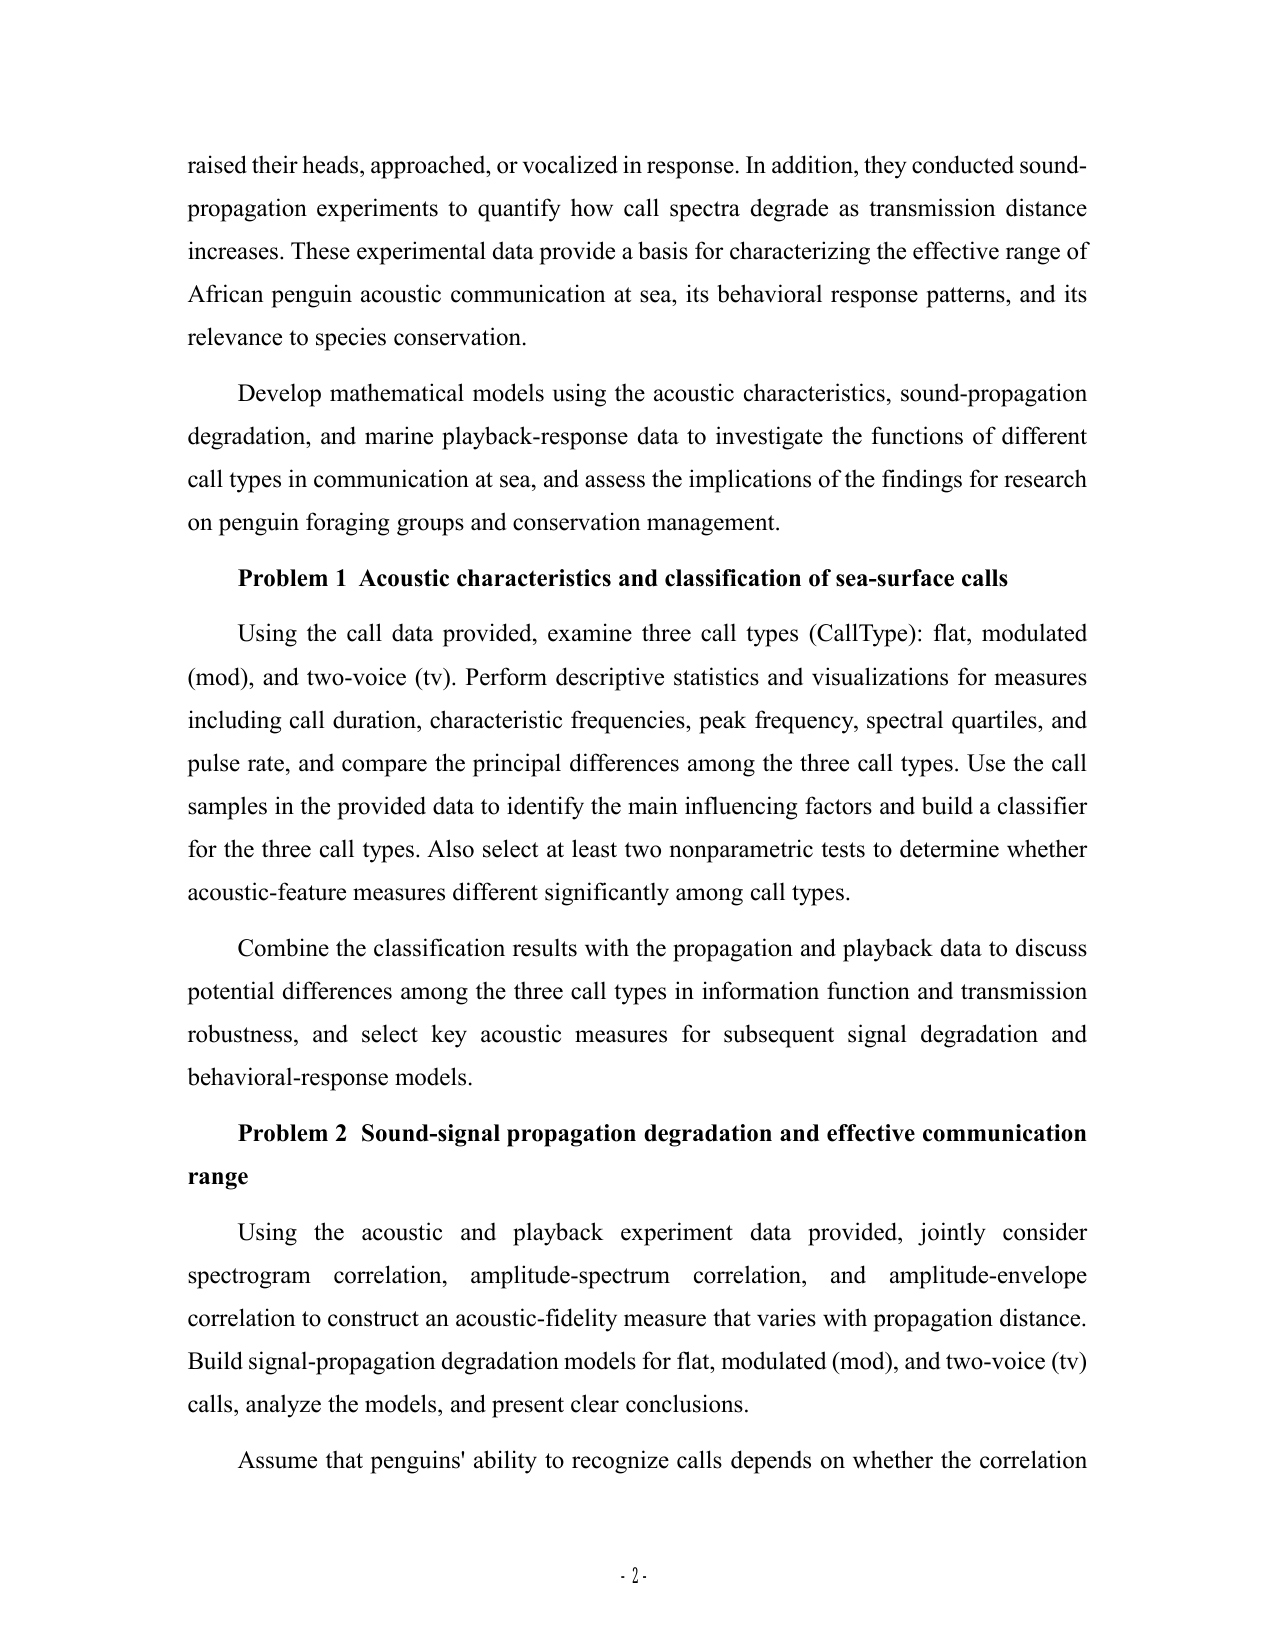 raised their heads, approached, or vocalized in response. In addition, they conducted sound-
propagation experiments to quantify how call spectra degrade as transmission distance
increases. These experimental data provide a basis for characterizing the effective range of
African penguin acoustic communication at sea, its behavioral response patterns, and its
relevance to species conservation.
Develop mathematical models using the acoustic characteristics, sound-propagation
degradation, and marine playback-response data to investigate the functions of different
call types in communication at sea, and assess the implications of the findings for research
on penguin foraging groups and conservation management.
Problem 1  Acoustic characteristics and classification of sea-surface calls
Using the call data provided, examine three call types (CallType): flat, modulated
(mod), and two-voice (tv). Perform descriptive statistics and visualizations for measures
including call duration, characteristic frequencies, peak frequency, spectral quartiles, and
pulse rate, and compare the principal differences among the three call types. Use the call
samples in the provided data to identify the main influencing factors and build a classifier
for the three call types. Also select at least two nonparametric tests to determine whether
acoustic-feature measures different significantly among call types.
Combine the classification results with the propagation and playback data to discuss
potential differences among the three call types in information function and transmission
robustness, and select key acoustic measures for subsequent signal degradation and
behavioral-response models.
Problem 2  Sound-signal propagation degradation and effective communication
range
Using the acoustic and playback experiment data provided, jointly consider
spectrogram correlation, amplitude-spectrum correlation, and amplitude-envelope
correlation to construct an acoustic-fidelity measure that varies with propagation distance.
Build signal-propagation degradation models for flat, modulated (mod), and two-voice (tv)
calls, analyze the models, and present clear conclusions.
Assume that penguins' ability to recognize calls depends on whether the correlation
- 2 -